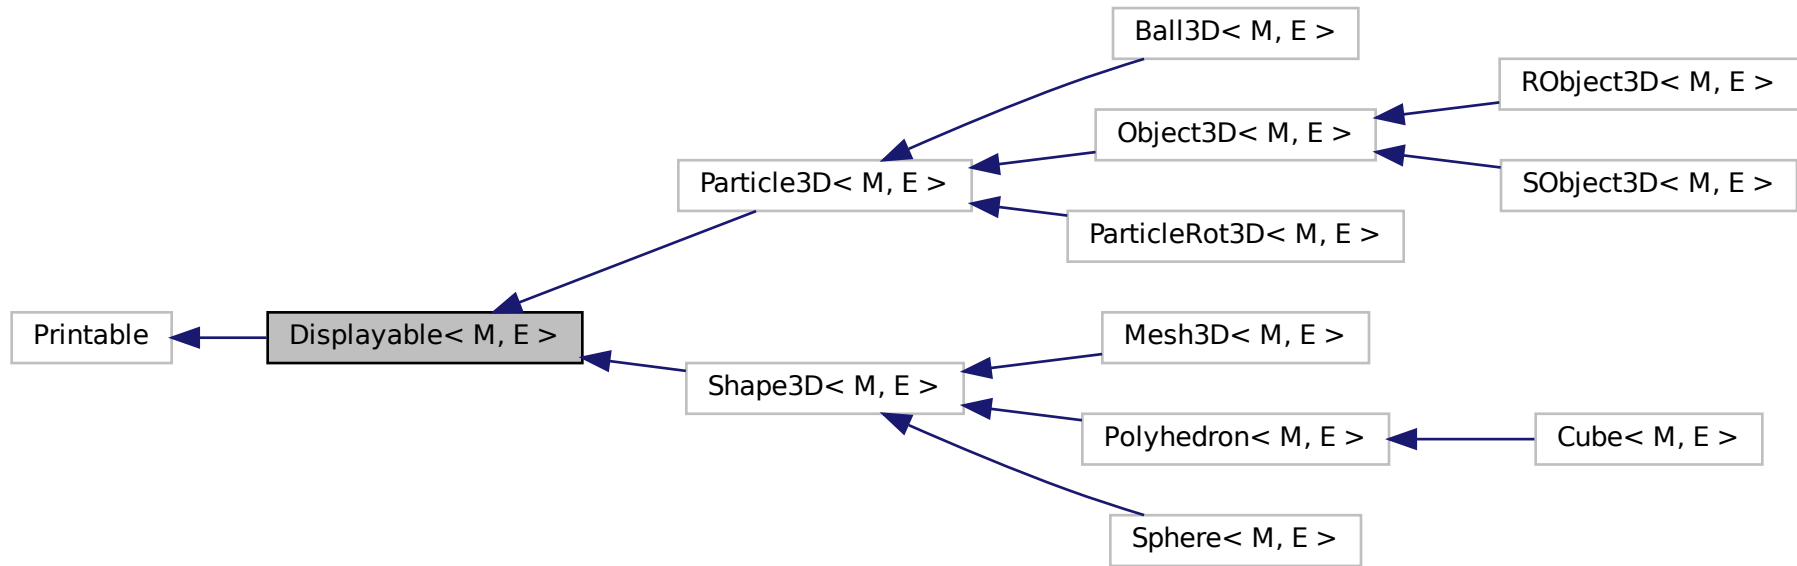 Ball3D< M, E >
RObject3D< M, E >
Object3D< M, E >
Particle3D< M, E >
SObject3D< M, E >
ParticleRot3D< M, E >
Printable
Displayable< M, E >
Mesh3D< M, E >
Shape3D< M, E >
Polyhedron< M, E >
Cube< M, E >
Sphere< M, E >